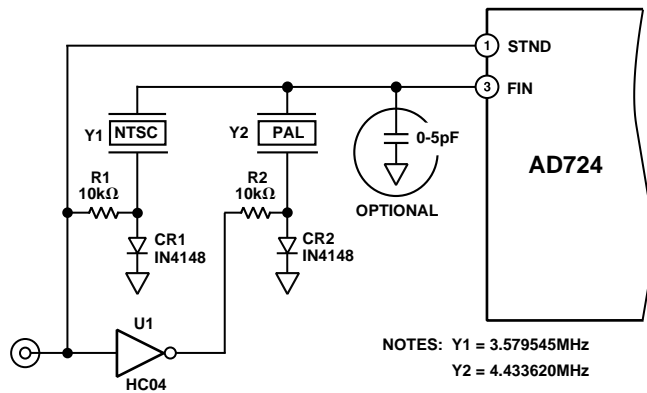 1 STND
3 FIN
Y1 NTSC
Y2 PAL
0-5pF
AD724
R1
10kΩ
R2
10kΩ
OPTIONAL
CR1
IN4148
CR2
IN4148
U1
HC04
NOTES: Y1 = 3.579545MHz
Y2 = 4.433620MHz